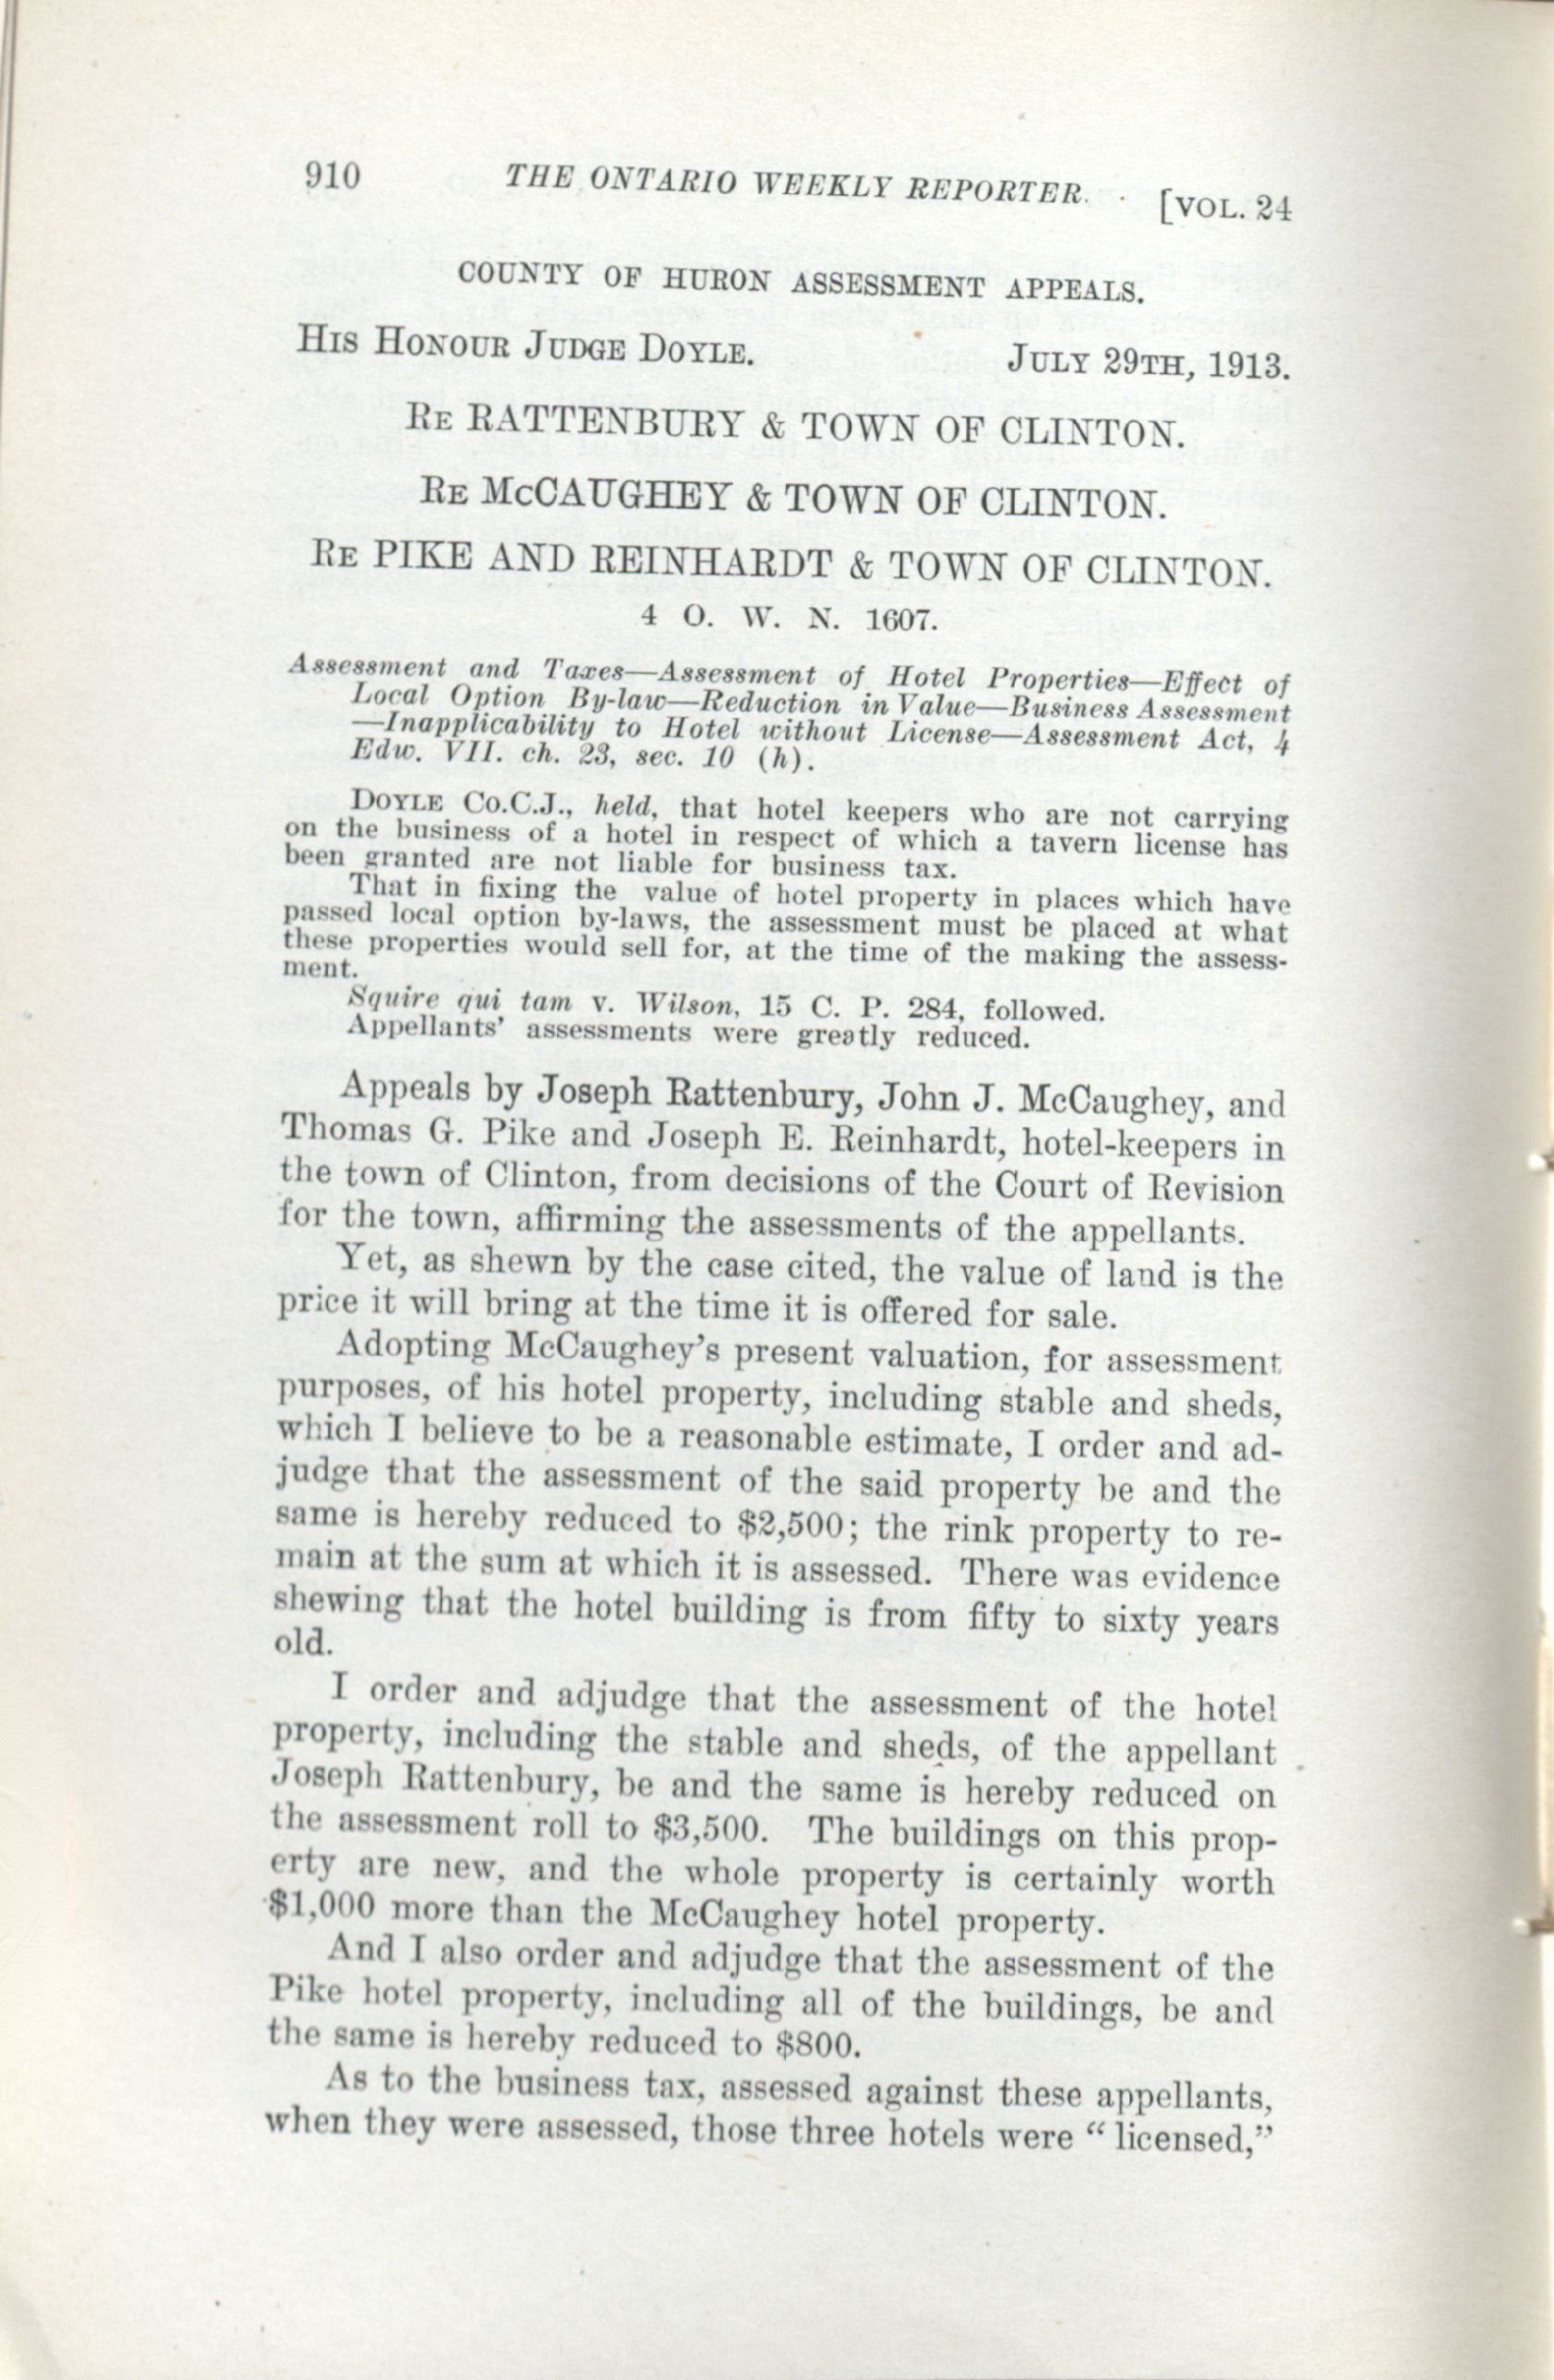 910 THE ONTARIO WEEKLY REPORTER. [VOL. 24
COUNTY OF HURON ASSESSMENT APPEALS.
HIS HONOUR JUDGE DOYLE. JULY 29TH, 1913.
RE RATTENBURY & TOWN OF CLINTON.
RE MCCAUGHEY & TOWN OF CLINTON.
RE PIKE AND REINHARDT & TOWN OF CLINTON.
4 O. W. N. 1607.
Assessment and Taxes—Assessment of Hotel Properties—Effect of
Local Option By-law—Reduction in Value—Business Assessment
—Inapplicability to Hotel without License—Assessment Act, 4
Edw. VII. ch. 23, sec. 10 (h).
DOYLE CO.C.J., held, that hotel keepers who are not carrying
on the business of a hotel in respect of which a tavern license has
been granted are not liable for business tax.
That in fixing the value of hotel property in places which have
passed local option by-laws, the assessment must be placed at what
these properties would sell for, at the time of the making the assess-
ment.
Squire qui tam v. Wilson, 15 C. P. 284, followed.
Appellants' assessments were greatly reduced.
Appeals by Joseph Rattenbury, John J. McCaughey, and
Thomas G. Pike and Joseph E. Reinhardt, hotel-keepers in
the town of Clinton, from decisions of the Court of Revision
for the town, affirming the assessments of the appellants.
Yet, as shewn by the case cited, the value of land is the
price it will bring at the time it is offered for sale.
Adopting McCaughey's present valuation, for assessment
purposes, of his hotel property, including stable and sheds,
which I believe to be a reasonable estimate, I order and ad-
judge that the assessment of the said property be and the
same is hereby reduced to $2,500; the rink property to re-
main at the sum at which it is assessed. There was evidence
shewing that the hotel building is from fifty to sixty years
old.
I order and adjudge that the assessment of the hotel
property, including the stable and sheds, of the appellant
Joseph Rattenbury, be and the same is hereby reduced on
the assessment roll to $3,500. The buildings on this prop-
erty are new, and the whole property is certainly worth
$1,000 more than the McCaughey hotel property.
And I also order and adjudge that the assessment of the
Pike hotel property, including all of the buildings, be and
the same is hereby reduced to $800.
As to the business tax, assessed against these appellants,
when they were assessed, those three hotels were “ licensed,”